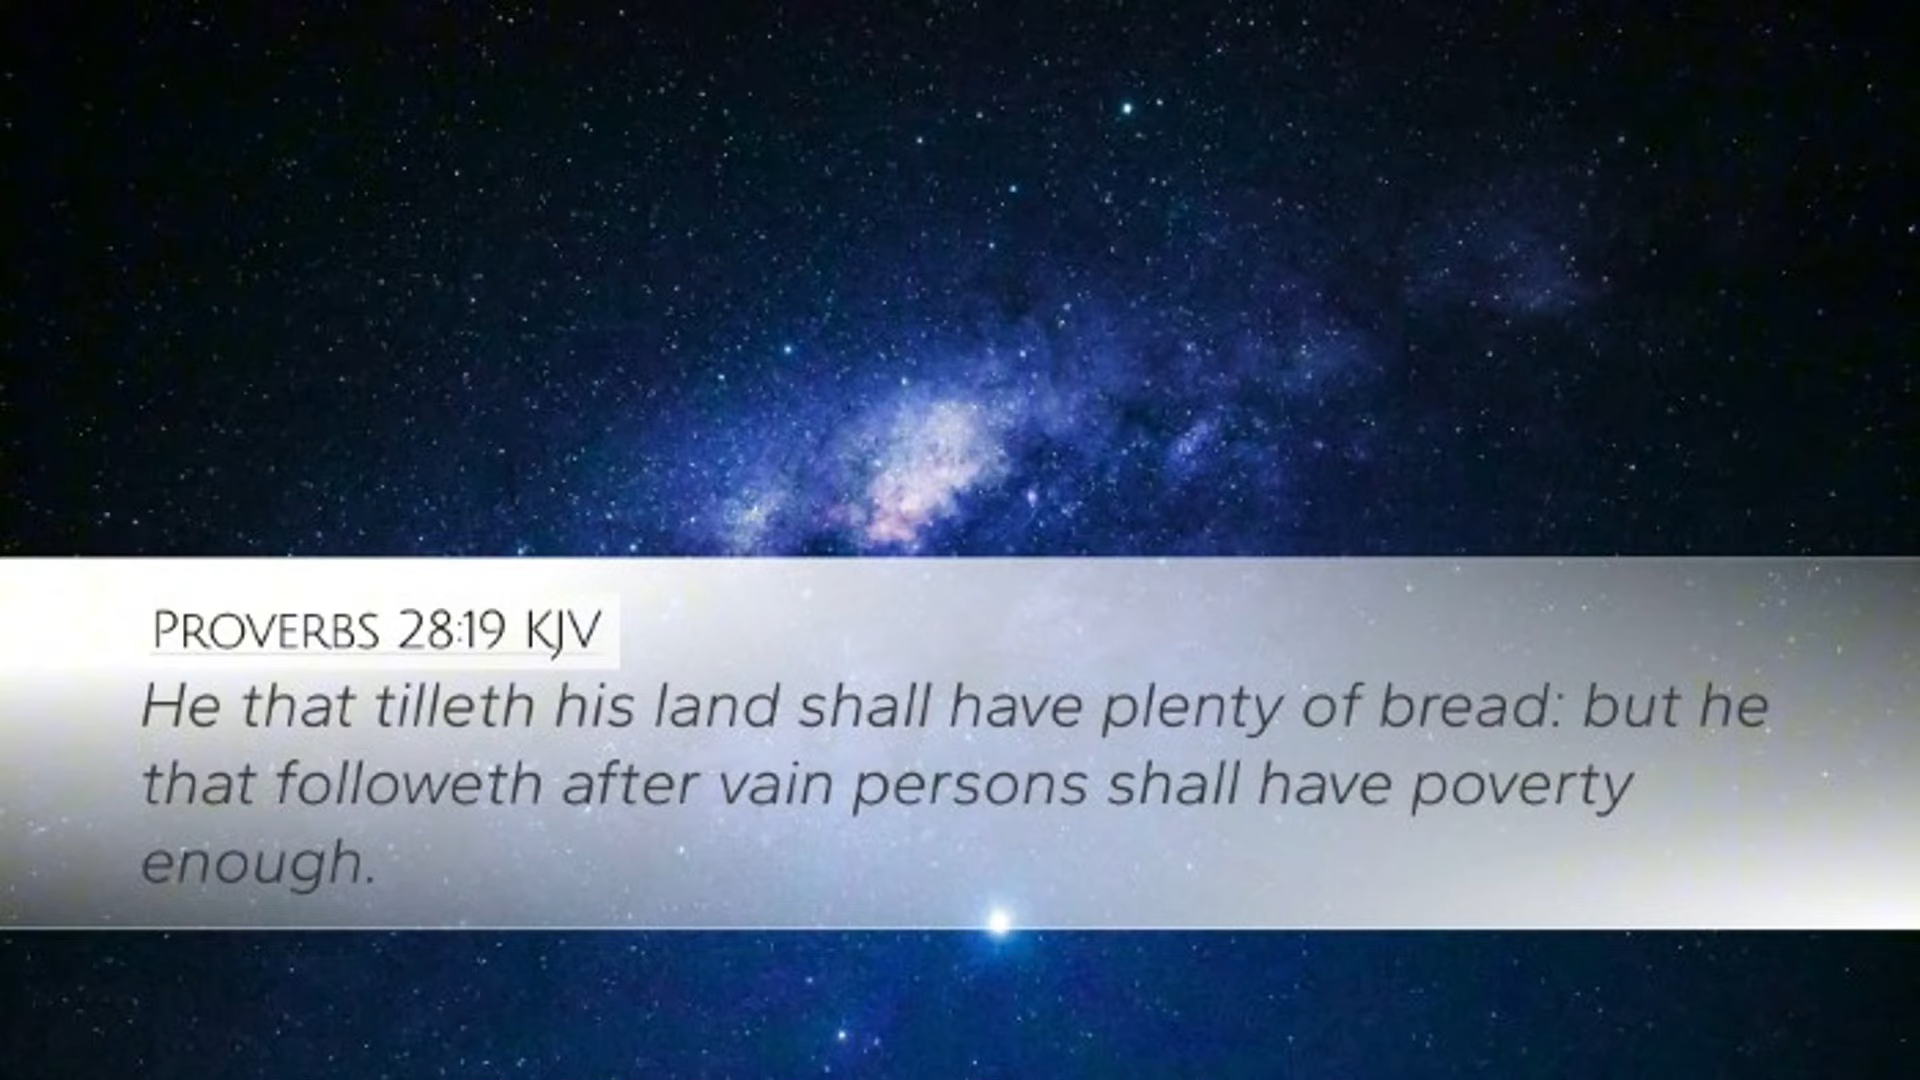 Proverbs 28:19 KJV
He that tilleth his land shall have plenty of bread: but he
that followeth after vain persons shall have poverty
enough.